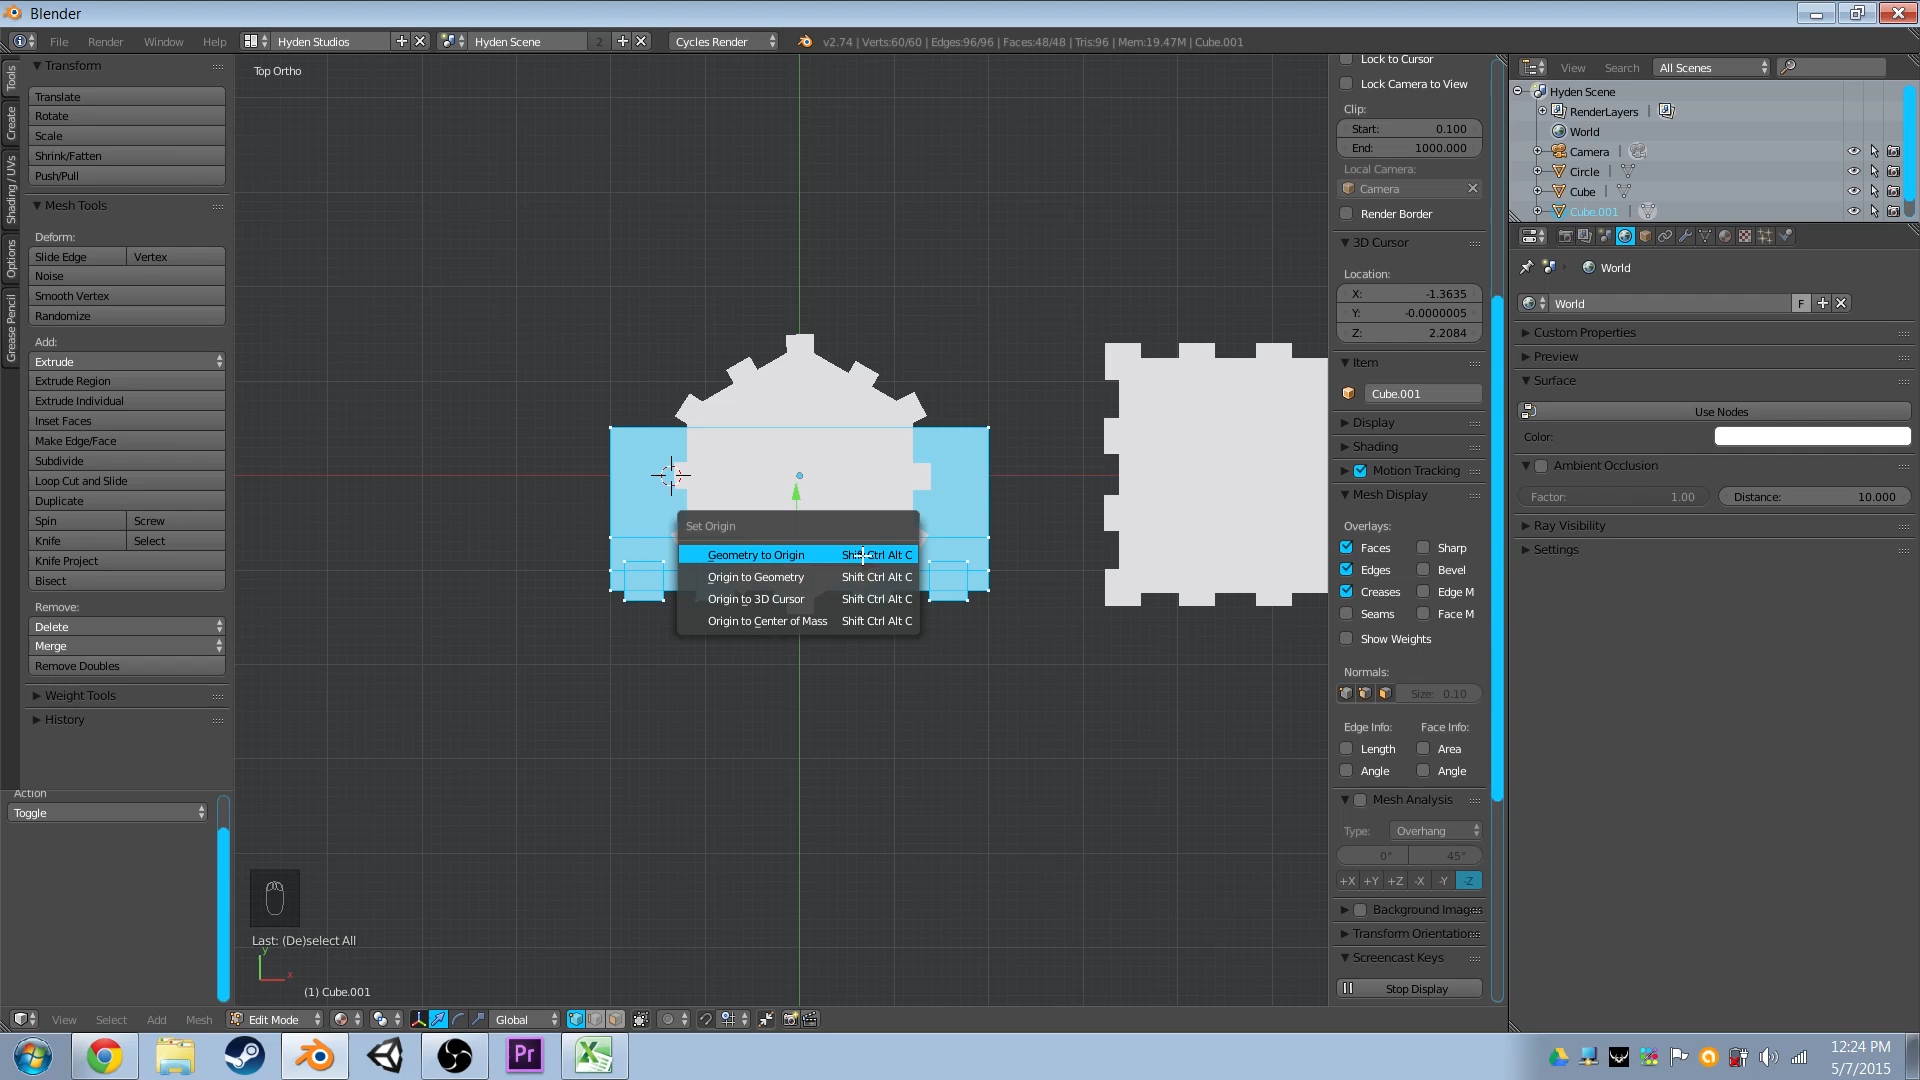 Blender
File Render Window Help Hyden Studios Hyden Scene 2 Cycles Render v2.74 | Verts:60/60 | Edges:96/96 | Faces:48/48 | Tris:96 | Mem:19.47M | Cube.001
Tools
Create
Shading / UVs
Options
Grease Pencil
Transform
Translate
Rotate
Scale
Shrink/Fatten
Push/Pull
Mesh Tools
Deform:
Slide Edge Vertex
Noise
Smooth Vertex
Randomize
Add:
Extrude
Extrude Region
Extrude Individual
Inset Faces
Make Edge/Face
Subdivide
Loop Cut and Slide
Duplicate
Spin Screw
Knife Select
Knife Project
Bisect
Remove:
Delete
Merge
Remove Doubles
Weight Tools
History
Action
Toggle
Top Ortho
Set Origin
Geometry to Origin Shift Ctrl Alt C
Origin to Geometry Shift Ctrl Alt C
Origin to 3D Cursor Shift Ctrl Alt C
Origin to Center of Mass Shift Ctrl Alt C
Last: (De)select All
y
x
(1) Cube.001
View Select Add Mesh Edit Mode Global
Lock to Cursor
Lock Camera to View
Clip:
Start: 0.100
End: 1000.000
Local Camera:
Camera
Render Border
3D Cursor
Location:
X: -1.3635
Y: -0.0000005
Z: 2.2084
Item
Cube.001
Display
Shading
Motion Tracking
Mesh Display
Overlays:
Faces Sharp
Edges Bevel
Creases Edge M
Seams Face M
Show Weights
Normals:
Size: 0.10
Edge Info: Face Info:
Length Area
Angle Angle
Mesh Analysis
Type: Overhang
0° 45°
+X +Y +Z -X -Y -Z
Background Images
Transform Orientations
Screencast Keys
Stop Display
View Search All Scenes
Hyden Scene
RenderLayers
World
Camera
Circle
Cube
Cube.001
World
World F
Custom Properties
Preview
Surface
Use Nodes
Color:
Ambient Occlusion
Factor: 1.00 Distance: 10.000
Ray Visibility
Settings
Pr
12:24 PM
5/7/2015